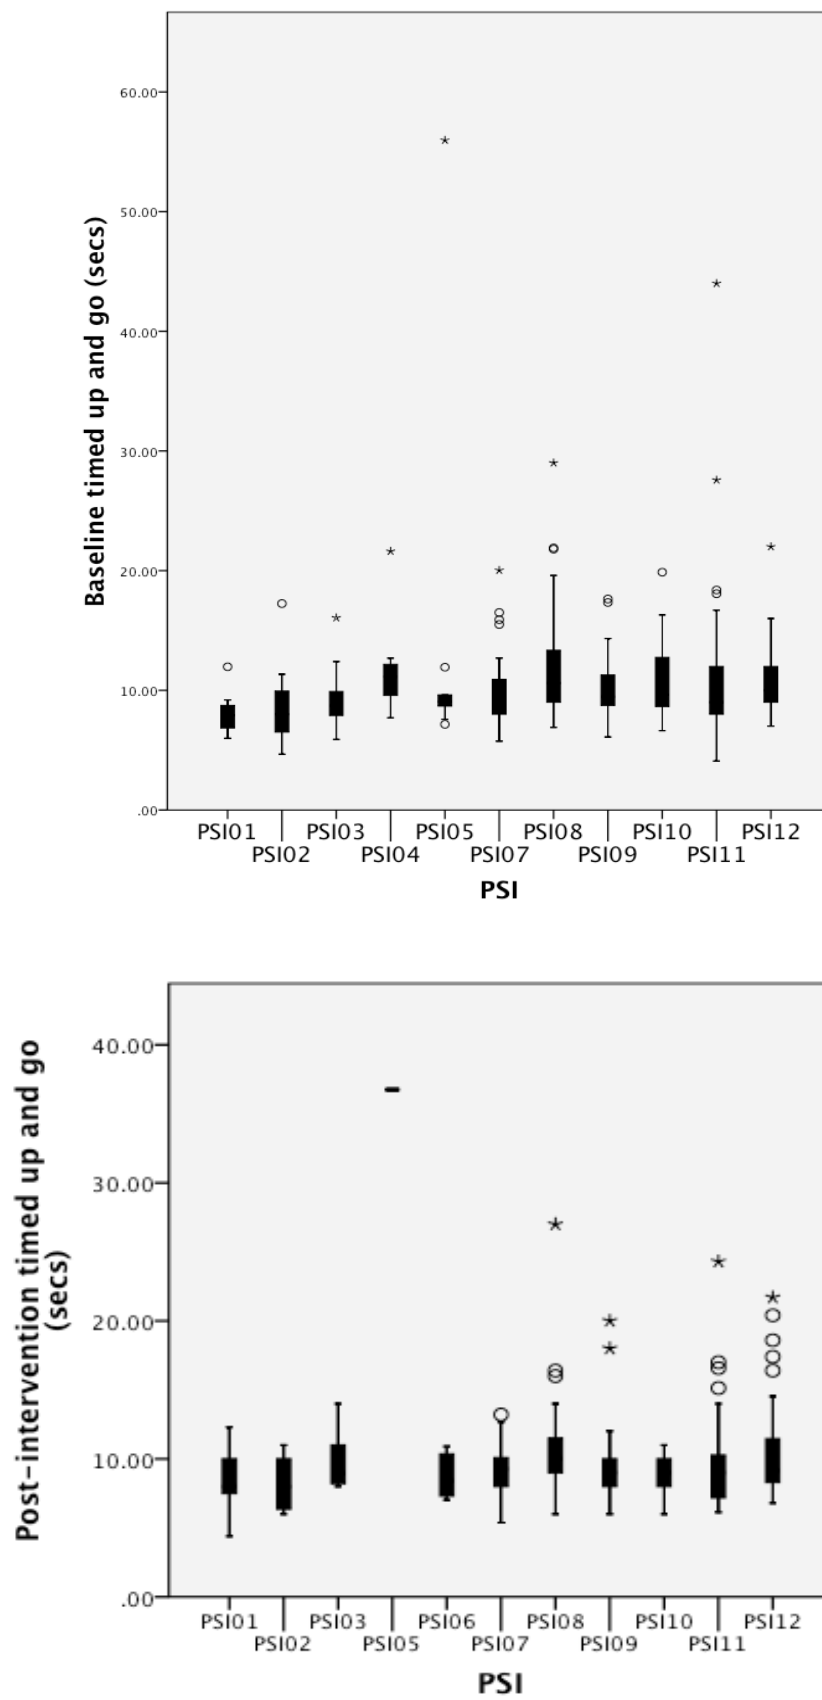 Baseline timed up and go (secs)
60.00
50.00
40.00
30.00
20.00
10.00
.00
PSI01 PSI03 PSI05 PSI08 PSI10 PSI12
PSI02 PSI04 PSI07 PSI09 PSI11
PSI
Post-intervention timed up and go
(secs)
40.00
30.00
20.00
10.00
.00
PSI01 PSI03 PSI06 PSI08 PSI10 PSI12
PSI02 PSI05 PSI07 PSI09 PSI11
PSI